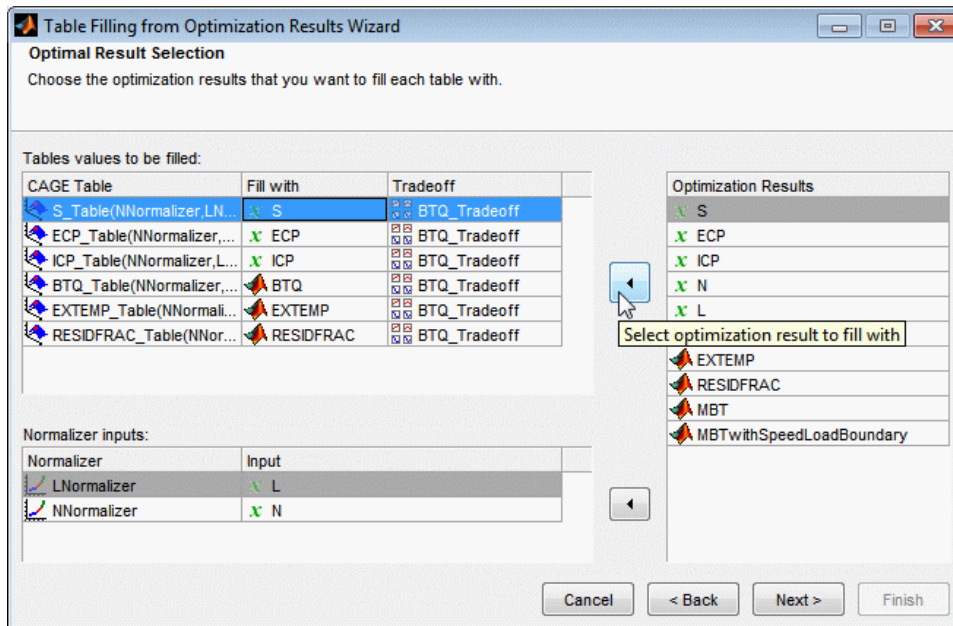 Table Filling from Optimization Results Wizard
Optimal Result Selection
Choose the optimization results that you want to fill each table with.
Tables values to be filled:
CAGE Table Fill with Tradeoff
S_Table(NNormalizer,LN... x S BTQ_Tradeoff
ECP_Table(NNormalizer,... x ECP BTQ_Tradeoff
ICP_Table(NNormalizer,L... x ICP BTQ_Tradeoff
BTQ_Table(NNormalizer,... BTQ BTQ_Tradeoff
EXTEMP_Table(NNormali... EXTEMP BTQ_Tradeoff
RESIDFRAC_Table(NNor... RESIDFRAC BTQ_Tradeoff
Optimization Results
x S
x ECP
x ICP
x N
x L
Select optimization result to fill with
EXTEMP
RESIDFRAC
MBT
MBTwithSpeedLoadBoundary
Normalizer inputs:
Normalizer Input
LNormalizer x L
NNormalizer x N
Cancel < Back Next > Finish